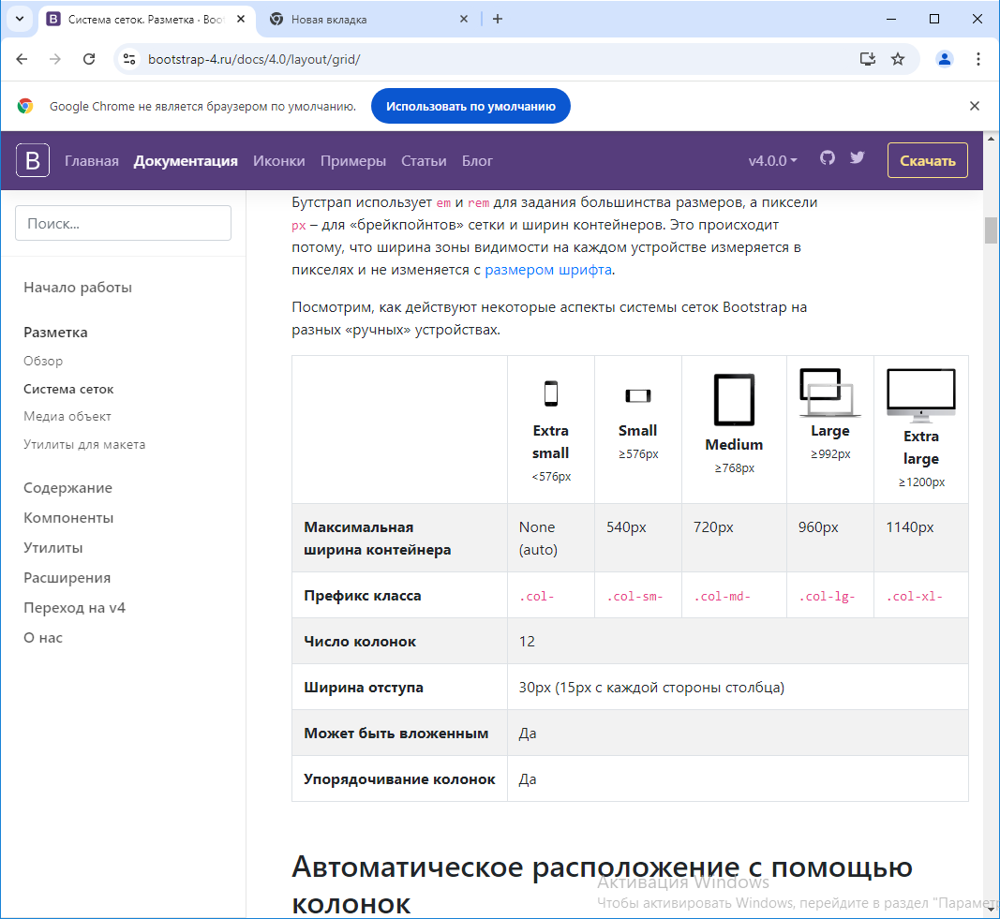 Система сеток. Разметка · Boo
Новая вкладка
bootstrap-4.ru/docs/4.0/layout/grid/
Google Chrome не является браузером по умолчанию.
Использовать по умолчанию
B
Главная
Документация
Иконки
Примеры
Статьи
Блог
v4.0.0
Скачать
Поиск...
Начало работы
Разметка
Обзор
Система сеток
Медиа объект
Утилиты для макета
Содержание
Компоненты
Утилиты
Расширения
Переход на v4
О нас
Бутстрап использует em и rem для задания большинства размеров, а пиксели
px – для «брейкпойнтов» сетки и ширин контейнеров. Это происходит
потому, что ширина зоны видимости на каждом устройстве измеряется в
пикселях и не изменяется с размером шрифта.
Посмотрим, как действуют некоторые аспекты системы сеток Bootstrap на
разных «ручных» устройствах.
Extra
small
<576px
Small
≥576px
Medium
≥768px
Large
≥992px
Extra
large
≥1200px
Максимальная
ширина контейнера
None
(auto)
540px
720px
960px
1140px
Префикс класса
.col-
.col-sm-
.col-md-
.col-lg-
.col-xl-
Число колонок
12
Ширина отступа
30px (15px с каждой стороны столбца)
Может быть вложенным
Да
Упорядочивание колонок
Да
Автоматическое расположение с помощью
колонок
Активация Windows
Чтобы активировать Windows, перейдите в раздел "Параметр